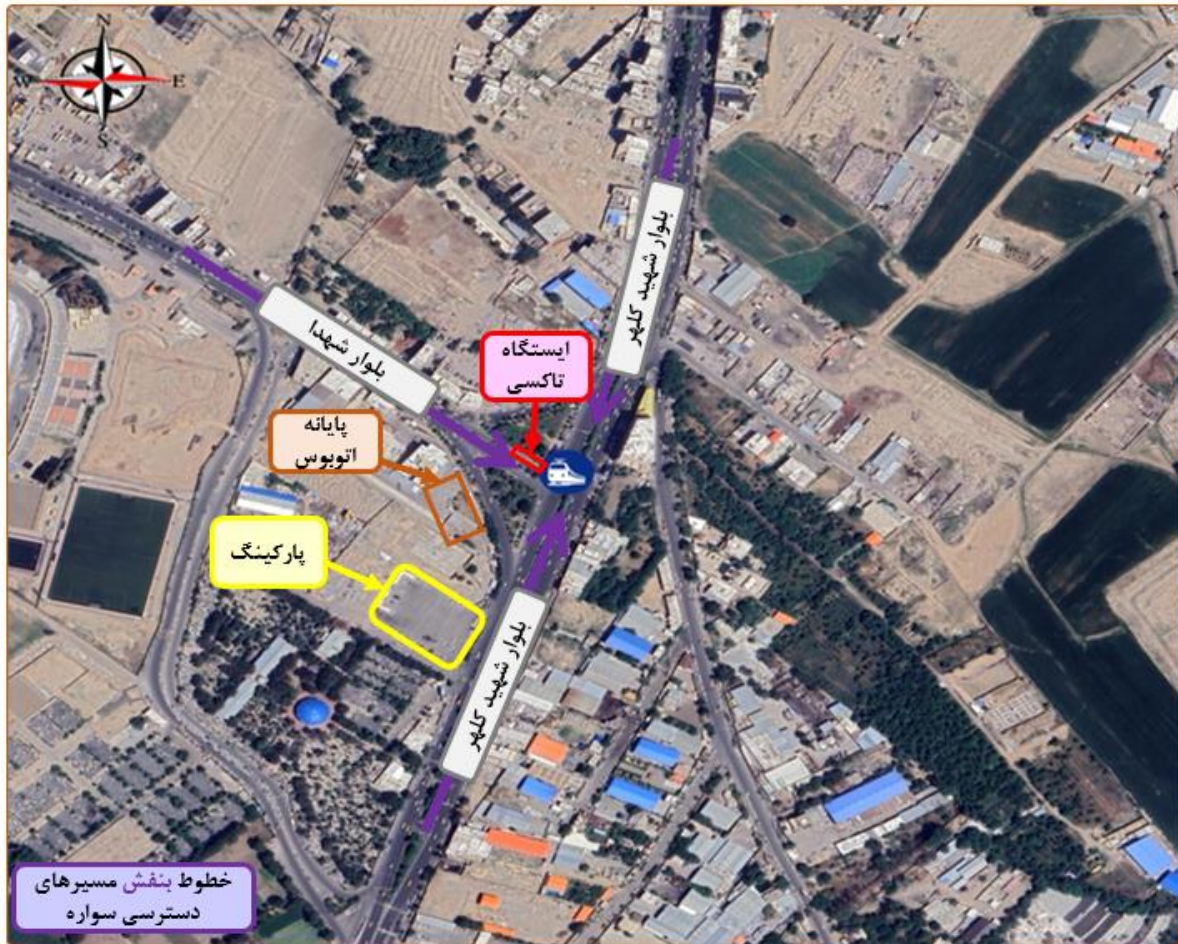 N
W
E
S
بلوار شهید کلهر
بلوار شهدا
ایستگاه
تاکسی
پایانه
اتوبوس
پارکینگ
بلوار شهید کلهر
خطوط بنفش مسیرهای
دسترسی سواره